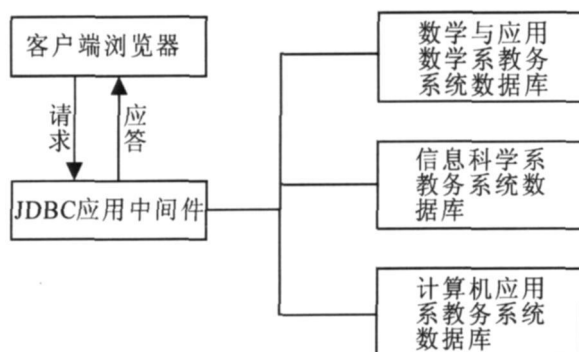 客户端浏览器
请求
应答
JDBC应用中间件
数学与应用
数学系教务
系统数据库
信息科学系
教务系统数
据库
计算机应用
系教务系统
数据库